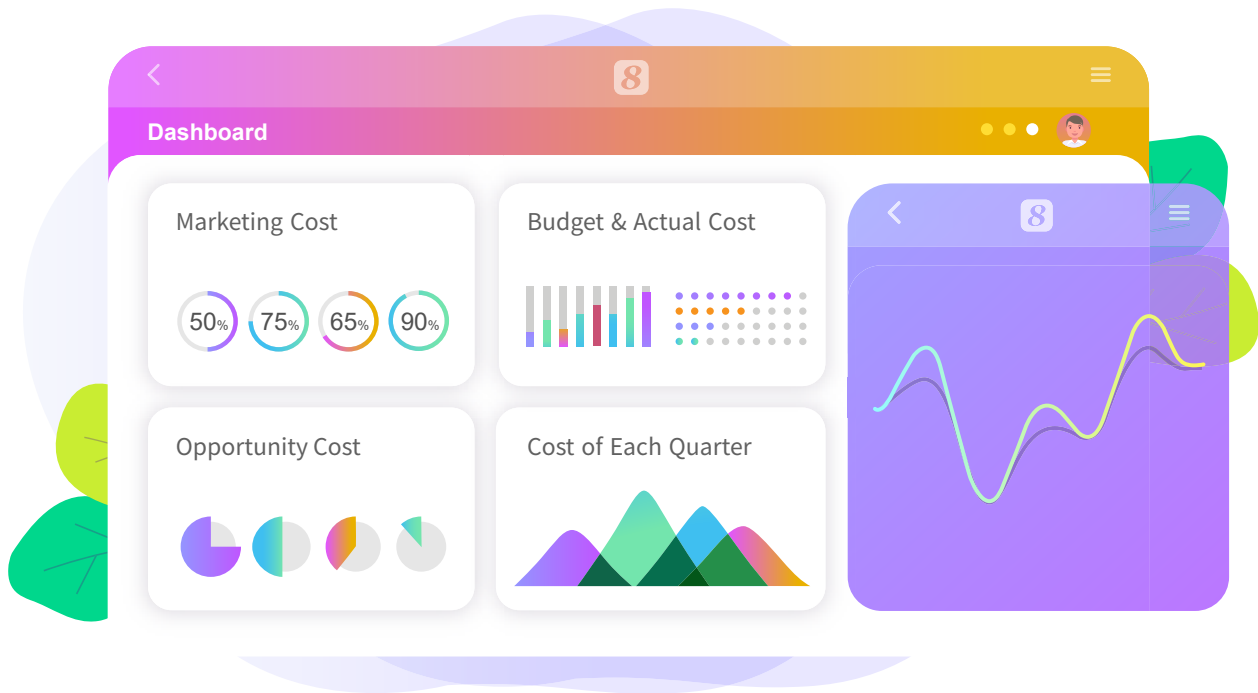 8
Dashboard
Marketing Cost
50%
75%
65%
90%
Budget & Actual Cost
8
Opportunity Cost
Cost of Each Quarter